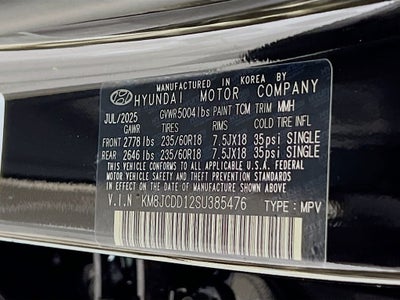 MANUFACTURED IN KOREA BY
HYUNDAI MOTOR COMPANY
JUL/2025 GVWR 5004 lbs PAINT TCM TRIM MMH
GAWR TIRES RIMS COLD TIRE INFL
FRONT 2778 lbs 235/60R18 7.5JX18 35psi SINGLE
REAR 2646 lbs 235/60R18 7.5JX18 35psi SINGLE
THIS VEHICLE CONFORMS TO ALL APPLICABLE U.S.A. FEDERAL
MOTOR VEHICLE SAFETY AND THEFT PREVENTION STANDARDS
IN EFFECT ON THE DATE OF MANUFACTURE SHOWN ABOVE.
V.I.N KM8JCDD12SU385476 TYPE: MPV